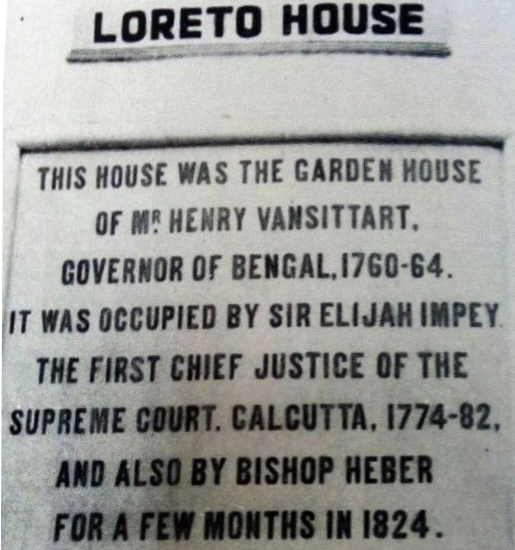 LORETO HOUSE
THIS HOUSE WAS THE GARDEN HOUSE
OF MR HENRY VANSITTART,
GOVERNOR OF BENGAL, 1760-64.
IT WAS OCCUPIED BY SIR ELIJAH IMPEY
THE FIRST CHIEF JUSTICE OF THE
SUPREME COURT. CALCUTTA, 1774-82,
AND ALSO BY BISHOP HEBER
FOR A FEW MONTHS IN 1824.